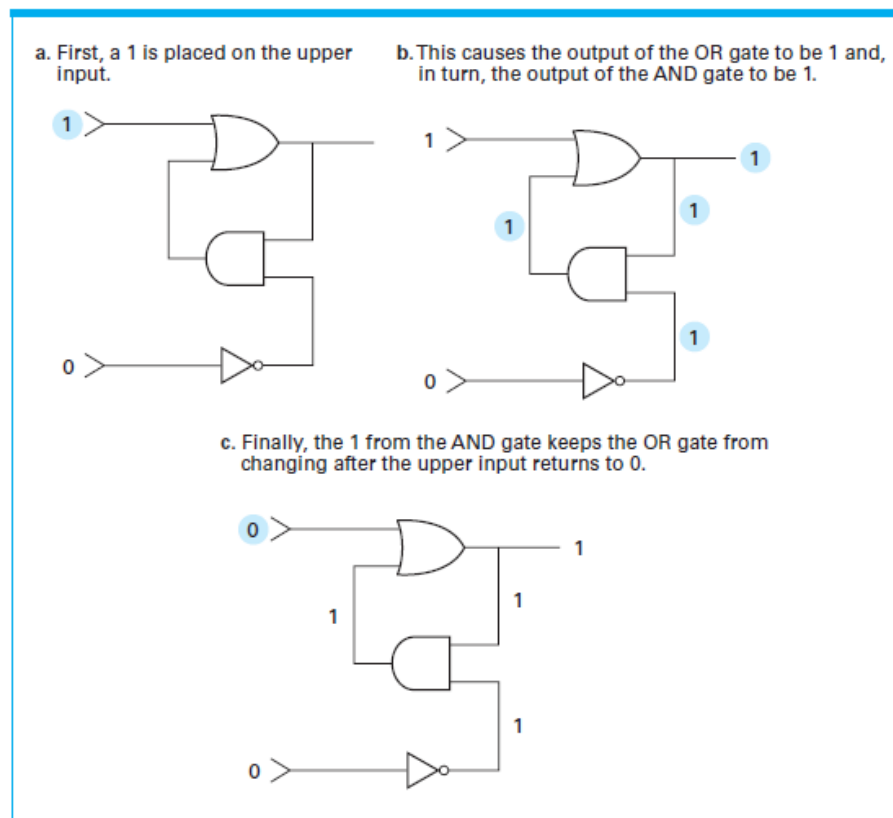 a. First, a 1 is placed on the upper
input.
b. This causes the output of the OR gate to be 1 and,
in turn, the output of the AND gate to be 1.
1
0
1
1
1
1
1
0
c. Finally, the 1 from the AND gate keeps the OR gate from
changing after the upper input returns to 0.
0
1
1
1
1
0